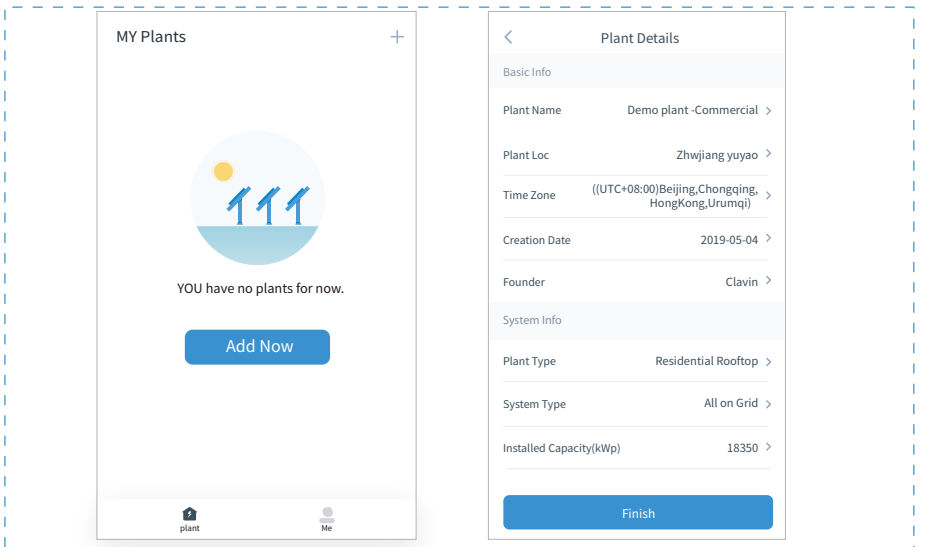 MY Plants
YOU have no plants for now.
Add Now
plant
Me
Plant Details
Basic Info
Plant Name
Demo plant -Commercial
Plant Loc
Zhwjiang yuyao
Time Zone
((UTC+08:00)Beijing,Chongqing,
HongKong,Urumqi)
Creation Date
2019-05-04
Founder
Clavin
System Info
Plant Type
Residential Rooftop
System Type
All on Grid
Installed Capacity(kWp)
18350
Finish